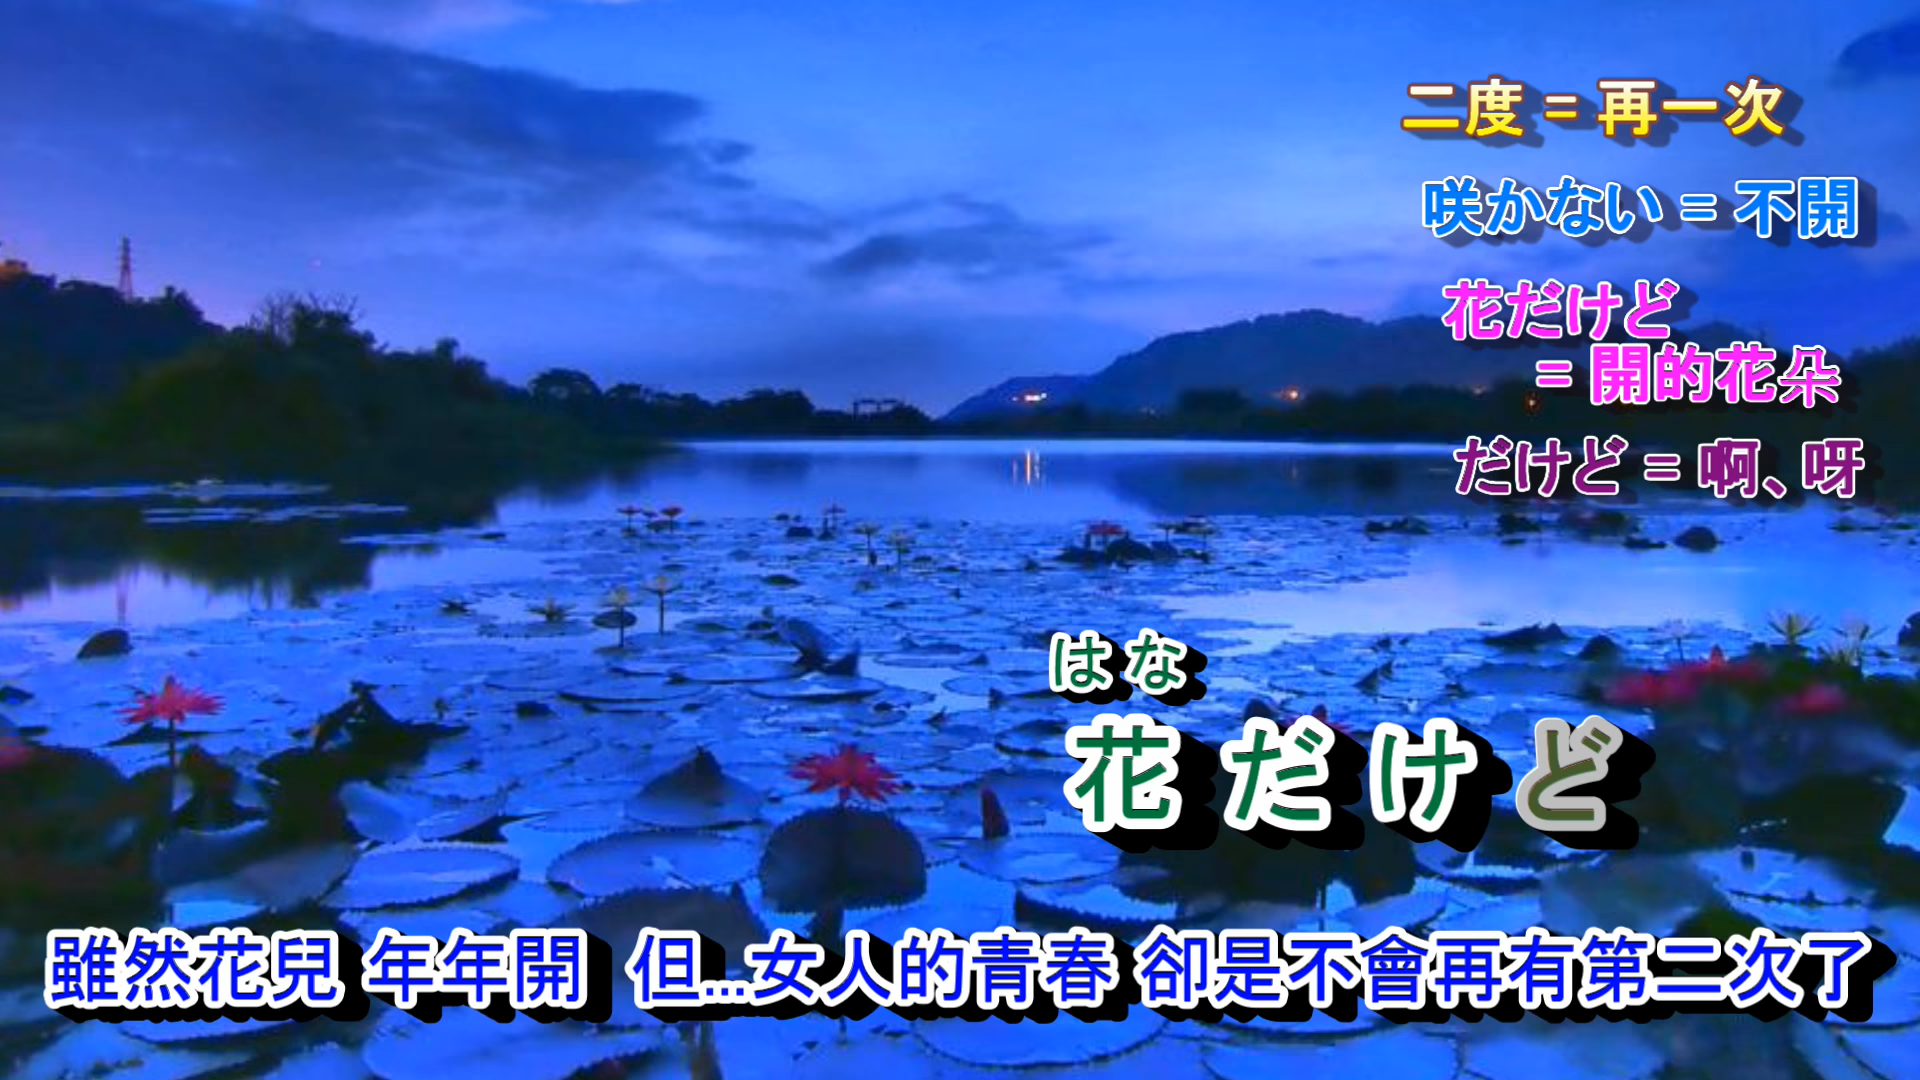 二度 = 再一次
咲かない = 不開
花だけど
= 開的花朵
だけど = 啊、呀
はな
花だけど
雖然花兒 年年開 但...女人的青春 卻是不會再有第二次了